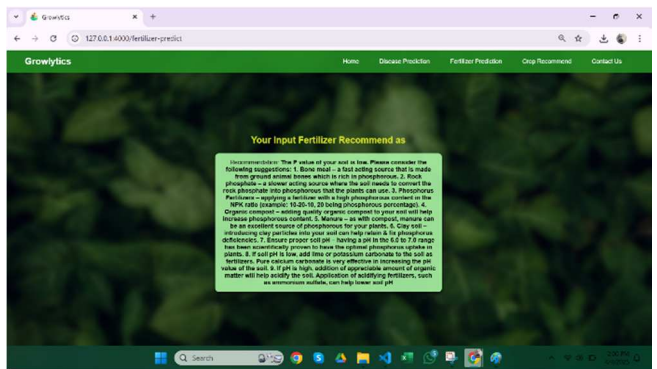 Growlytics
127.0.0.1:4000/fertilizer-predict
Growlytics
Home Disease Prediction Fertilizer Prediction Crop Recommend Contact Us
Your Input Fertilizer Recommend as
Recommendation: The P value of your soil is low. Please consider the
following suggestions: 1. Bone meal – a fast acting source that is made
from ground animal bones which is rich in phosphorous. 2. Rock
phosphate – a slower acting source where the soil needs to convert the
rock phosphate into phosphorous that the plants can use. 3. Phosphorus
Fertilizers – applying a fertilizer with a high phosphorous content in the
NPK ratio (example: 10-20-10, 20 being phosphorous percentage). 4.
Organic compost – adding quality organic compost to your soil will help
increase phosphorous content. 5. Manure – as with compost, manure can
be an excellent source of phosphorous for your plants. 6. Clay soil –
introducing clay particles into your soil can help retain & fix phosphorus
deficiencies. 7. Ensure proper soil pH – having a pH in the 6.0 to 7.0 range
has been scientifically proven to have the optimal phosphorus uptake in
plants. 8. If soil pH is low, add lime or potassium carbonate to the soil as
fertilizers. Pure calcium carbonate is very effective in increasing the pH
value of the soil. 9. If pH is high, addition of appreciable amount of organic
matter will help acidify the soil. Application of acidifying fertilizers, such
as ammonium sulfate, can help lower soil pH
Search